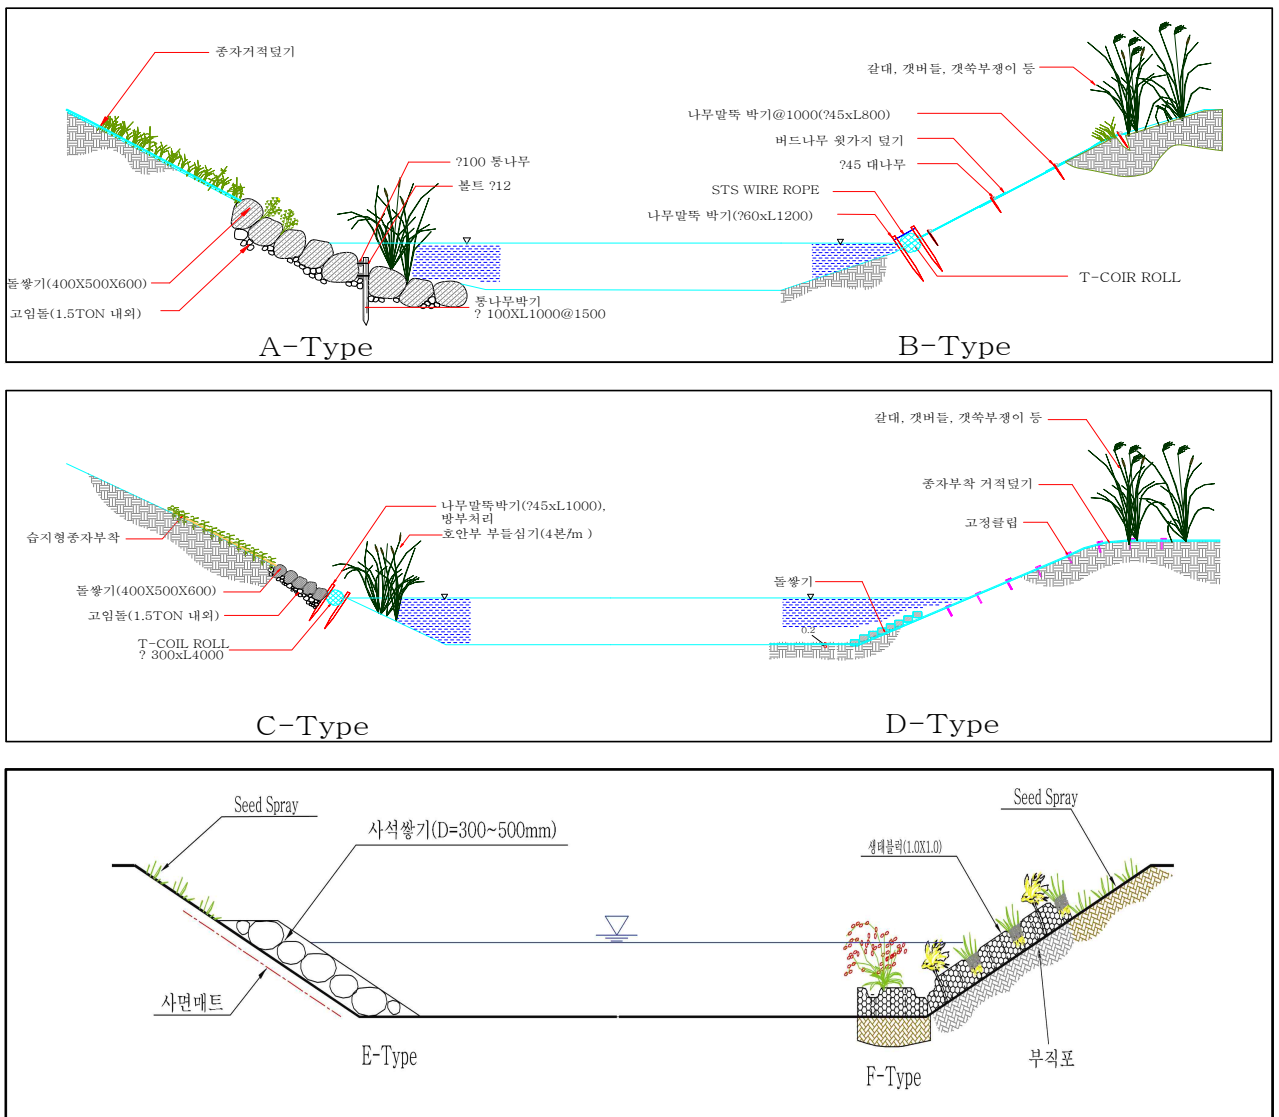 종자거적덮기
?100 통나무
볼트 ?12
돌쌓기(400X500X600)
고임돌(1.5TON 내외)
통나무박기
? 100XL1000@1500
A-Type
갈대, 갯버들, 갯쑥부쟁이 등
나무말뚝 박기@1000(?45xL800)
버드나무 윗가지 덮기
?45 대나무
STS WIRE ROPE
나무말뚝 박기(?60xL1200)
T-COIR ROLL
B-Type
나무말뚝박기(?45xL1000),
방부처리
호안부 부들심기(4본/m )
습지형종자부착
돌쌓기(400X500X600)
고임돌(1.5TON 내외)
T-COIL ROLL
? 300xL4000
C-Type
갈대, 갯버들, 갯쑥부쟁이 등
종자부착 거적덮기
고정클립
돌쌓기
0.2
D-Type
Seed Spray
사석쌓기(D=300~500mm)
사면매트
E-Type
Seed Spray
생태블럭(1.0X1.0)
부직포
F-Type